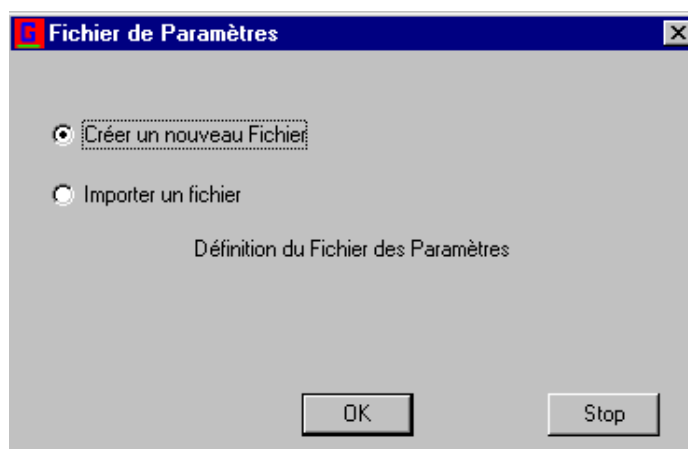 G Fichier de Paramètres
Créer un nouveau Fichier
Importer un fichier
Définition du Fichier des Paramètres
OK Stop